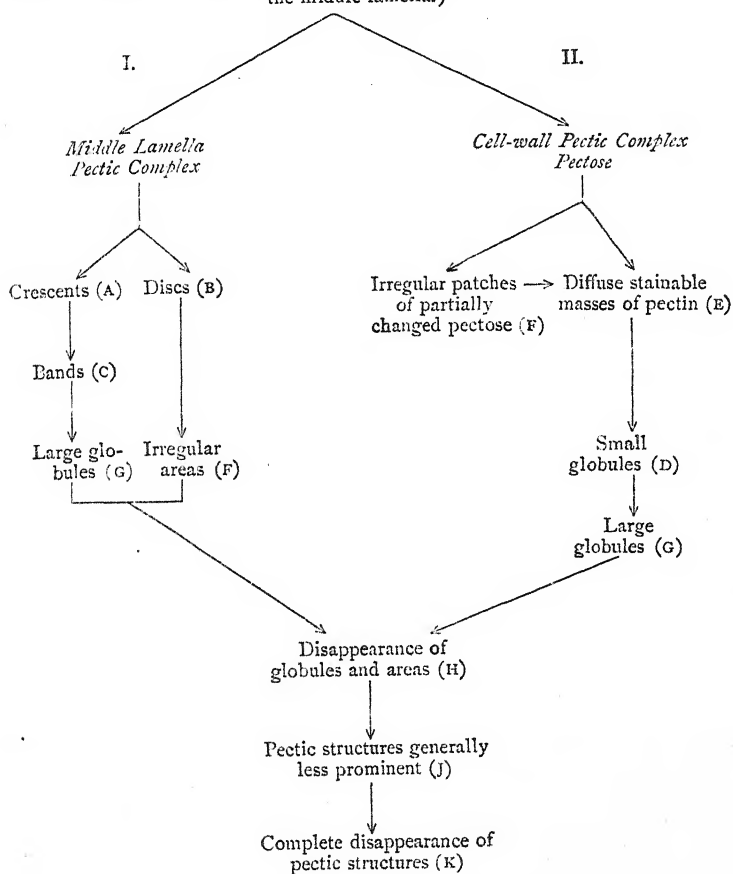 the middle lamella.)
I.
II.
Middle Lamella
Pectic Complex
Cell-wall Pectic Complex
Pectose
Crescents (A)
Discs (B)
Irregular patches
of partially
changed pectose (F)
Diffuse stainable
masses of pectin (E)
Bands (C)
Large glo-
bules (G)
Irregular
areas (F)
Small
globules (D)
Large
globules (G)
Disappearance of
globules and areas (H)
Pectic structures generally
less prominent (J)
Complete disappearance of
pectic structures (K)